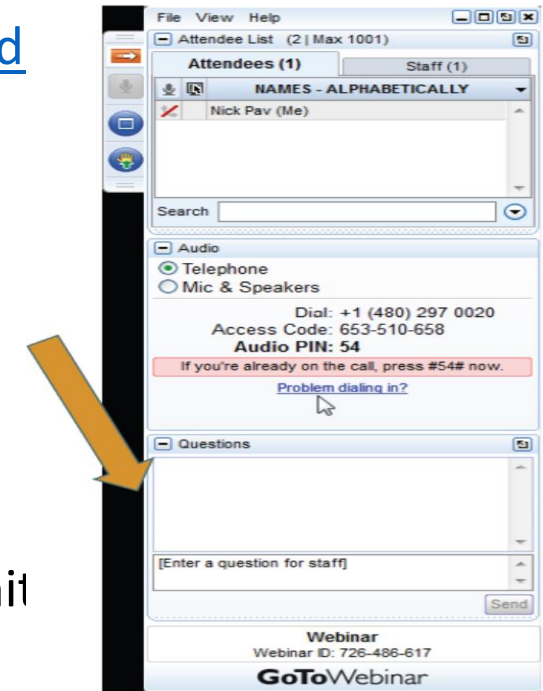 d
File View Help
Attendee List (2 | Max 1001)
Attendees (1) Staff (1)
NAMES - ALPHABETICALLY
Nick Pav (Me)
Search
Audio
Telephone
Mic & Speakers
Dial: +1 (480) 297 0020
Access Code: 653-510-658
Audio PIN: 54
If you're already on the call, press #54# now.
Problem dialing in?
Questions
[Enter a question for staff]
Send
Webinar
Webinar ID: 726-486-617
GoToWebinar